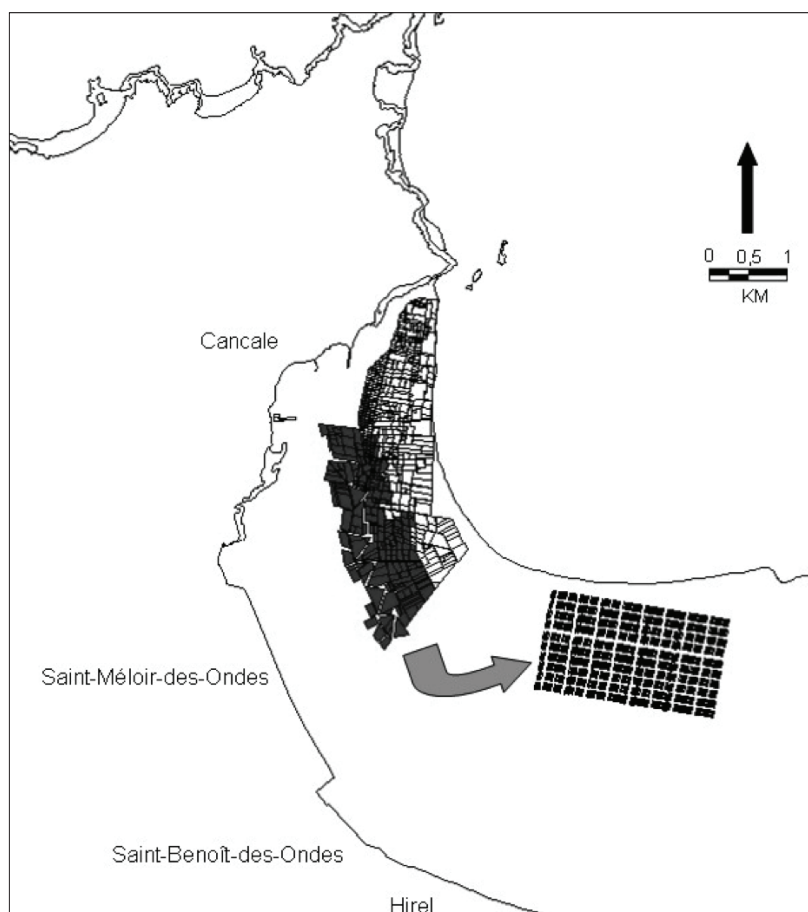 0 0,5 1
KM
Cancale
Saint-Méloir-des-Ondes
Saint-Benoît-des-Ondes
Hirel